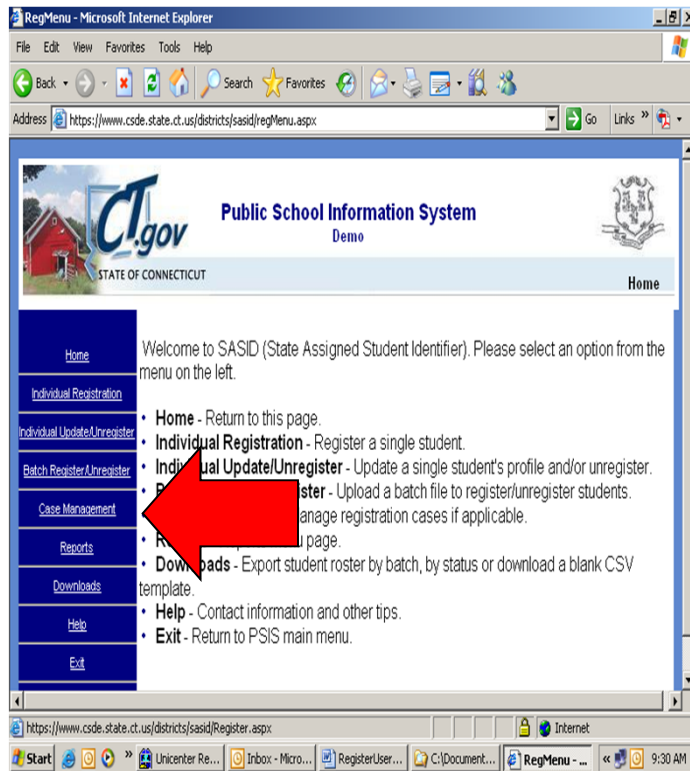 RegMenu - Microsoft Internet Explorer
File Edit View Favorites Tools Help
Back Search Favorites
Address https://www.csde.state.ct.us/districts/sasid/regMenu.aspx Go Links »
CT.gov
STATE OF CONNECTICUT
Public School Information System
Demo
Home
Home
Individual Registration
Individual Update/Unregister
Batch Register/Unregister
Case Management
Reports
Downloads
Help
Exit
Welcome to SASID (State Assigned Student Identifier). Please select an option from the
menu on the left.
• Home - Return to this page.
• Individual Registration - Register a single student.
• Individual Update/Unregister - Update a single student's profile and/or unregister.
ister - Upload a batch file to register/unregister students.
anage registration cases if applicable.
page.
• Downloads - Export student roster by batch, by status or download a blank CSV
template.
• Help - Contact information and other tips.
• Exit - Return to PSIS main menu.
https://www.csde.state.ct.us/districts/sasid/Register.aspx Internet
Start » Unicenter Re... Inbox - Micro... RegisterUser... C:\Document... RegMenu - ... « 9:30 AM